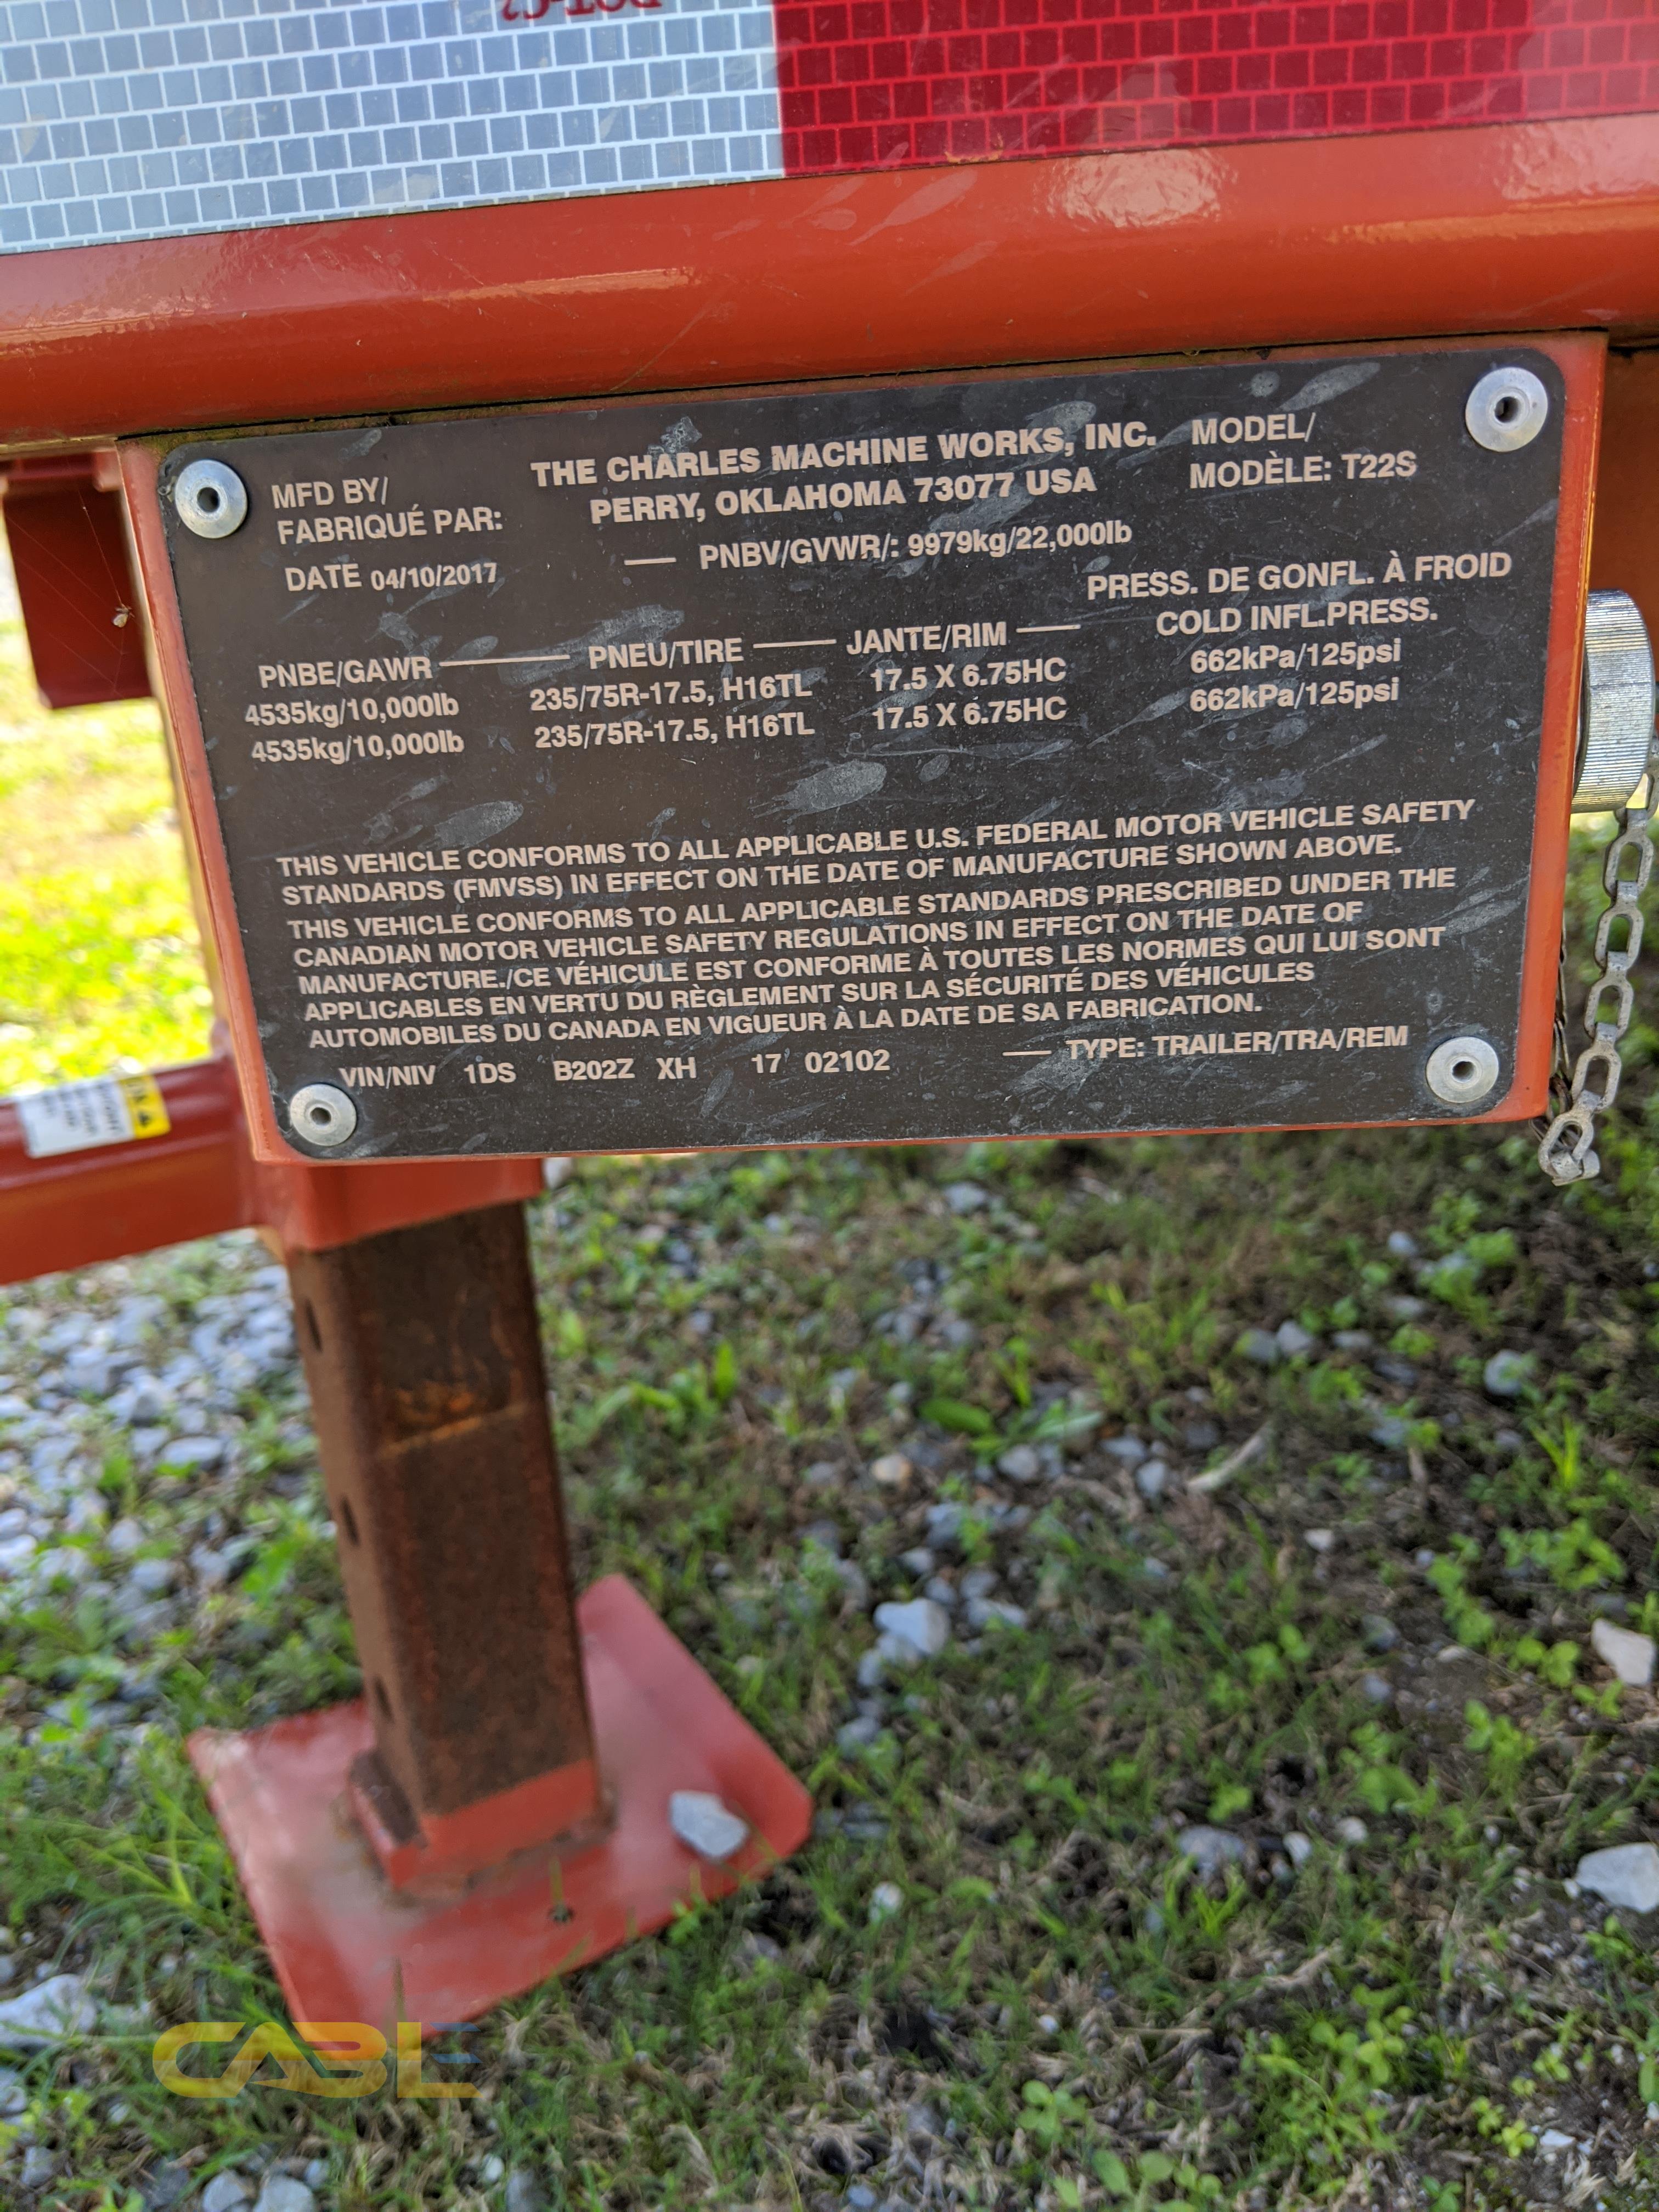 DOT-C2
MFD BY/
FABRIQUÉ PAR:
THE CHARLES MACHINE WORKS, INC.
PERRY, OKLAHOMA 73077 USA
MODEL/
MODÈLE: T22S
DATE 04/10/2017 — PNBV/GVWR/: 9979kg/22,000lb
PRESS. DE GONFL. À FROID
PNBE/GAWR — PNEU/TIRE — JANTE/RIM — COLD INFL.PRESS.
4535kg/10,000lb 235/75R-17.5, H16TL 17.5 X 6.75HC 662kPa/125psi
4535kg/10,000lb 235/75R-17.5, H16TL 17.5 X 6.75HC 662kPa/125psi
THIS VEHICLE CONFORMS TO ALL APPLICABLE U.S. FEDERAL MOTOR VEHICLE SAFETY
STANDARDS (FMVSS) IN EFFECT ON THE DATE OF MANUFACTURE SHOWN ABOVE.
THIS VEHICLE CONFORMS TO ALL APPLICABLE STANDARDS PRESCRIBED UNDER THE
CANADIAN MOTOR VEHICLE SAFETY REGULATIONS IN EFFECT ON THE DATE OF
MANUFACTURE./CE VÉHICULE EST CONFORME À TOUTES LES NORMES QUI LUI SONT
APPLICABLES EN VERTU DU RÈGLEMENT SUR LA SÉCURITÉ DES VÉHICULES
AUTOMOBILES DU CANADA EN VIGUEUR À LA DATE DE SA FABRICATION.
VIN/NIV 1DS B202Z XH 17 02102 — TYPE: TRAILER/TRA/REM
CABLE